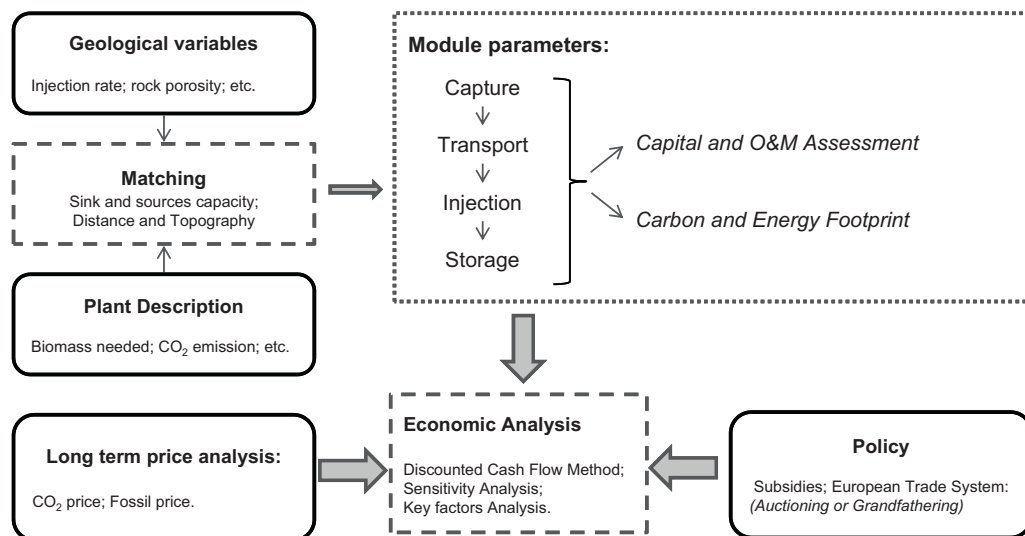 Geological variables
Injection rate; rock porosity; etc.
Matching
Sink and sources capacity;
Distance and Topography
Plant Description
Biomass needed; CO₂ emission; etc.
Module parameters:
Capture
Transport
Injection
Storage
Capital and O&M Assessment
Carbon and Energy Footprint
Long term price analysis:
CO₂ price; Fossil price.
Economic Analysis
Discounted Cash Flow Method;
Sensitivity Analysis;
Key factors Analysis.
Policy
Subsidies; European Trade System:
(Auctioning or Grandfathering)